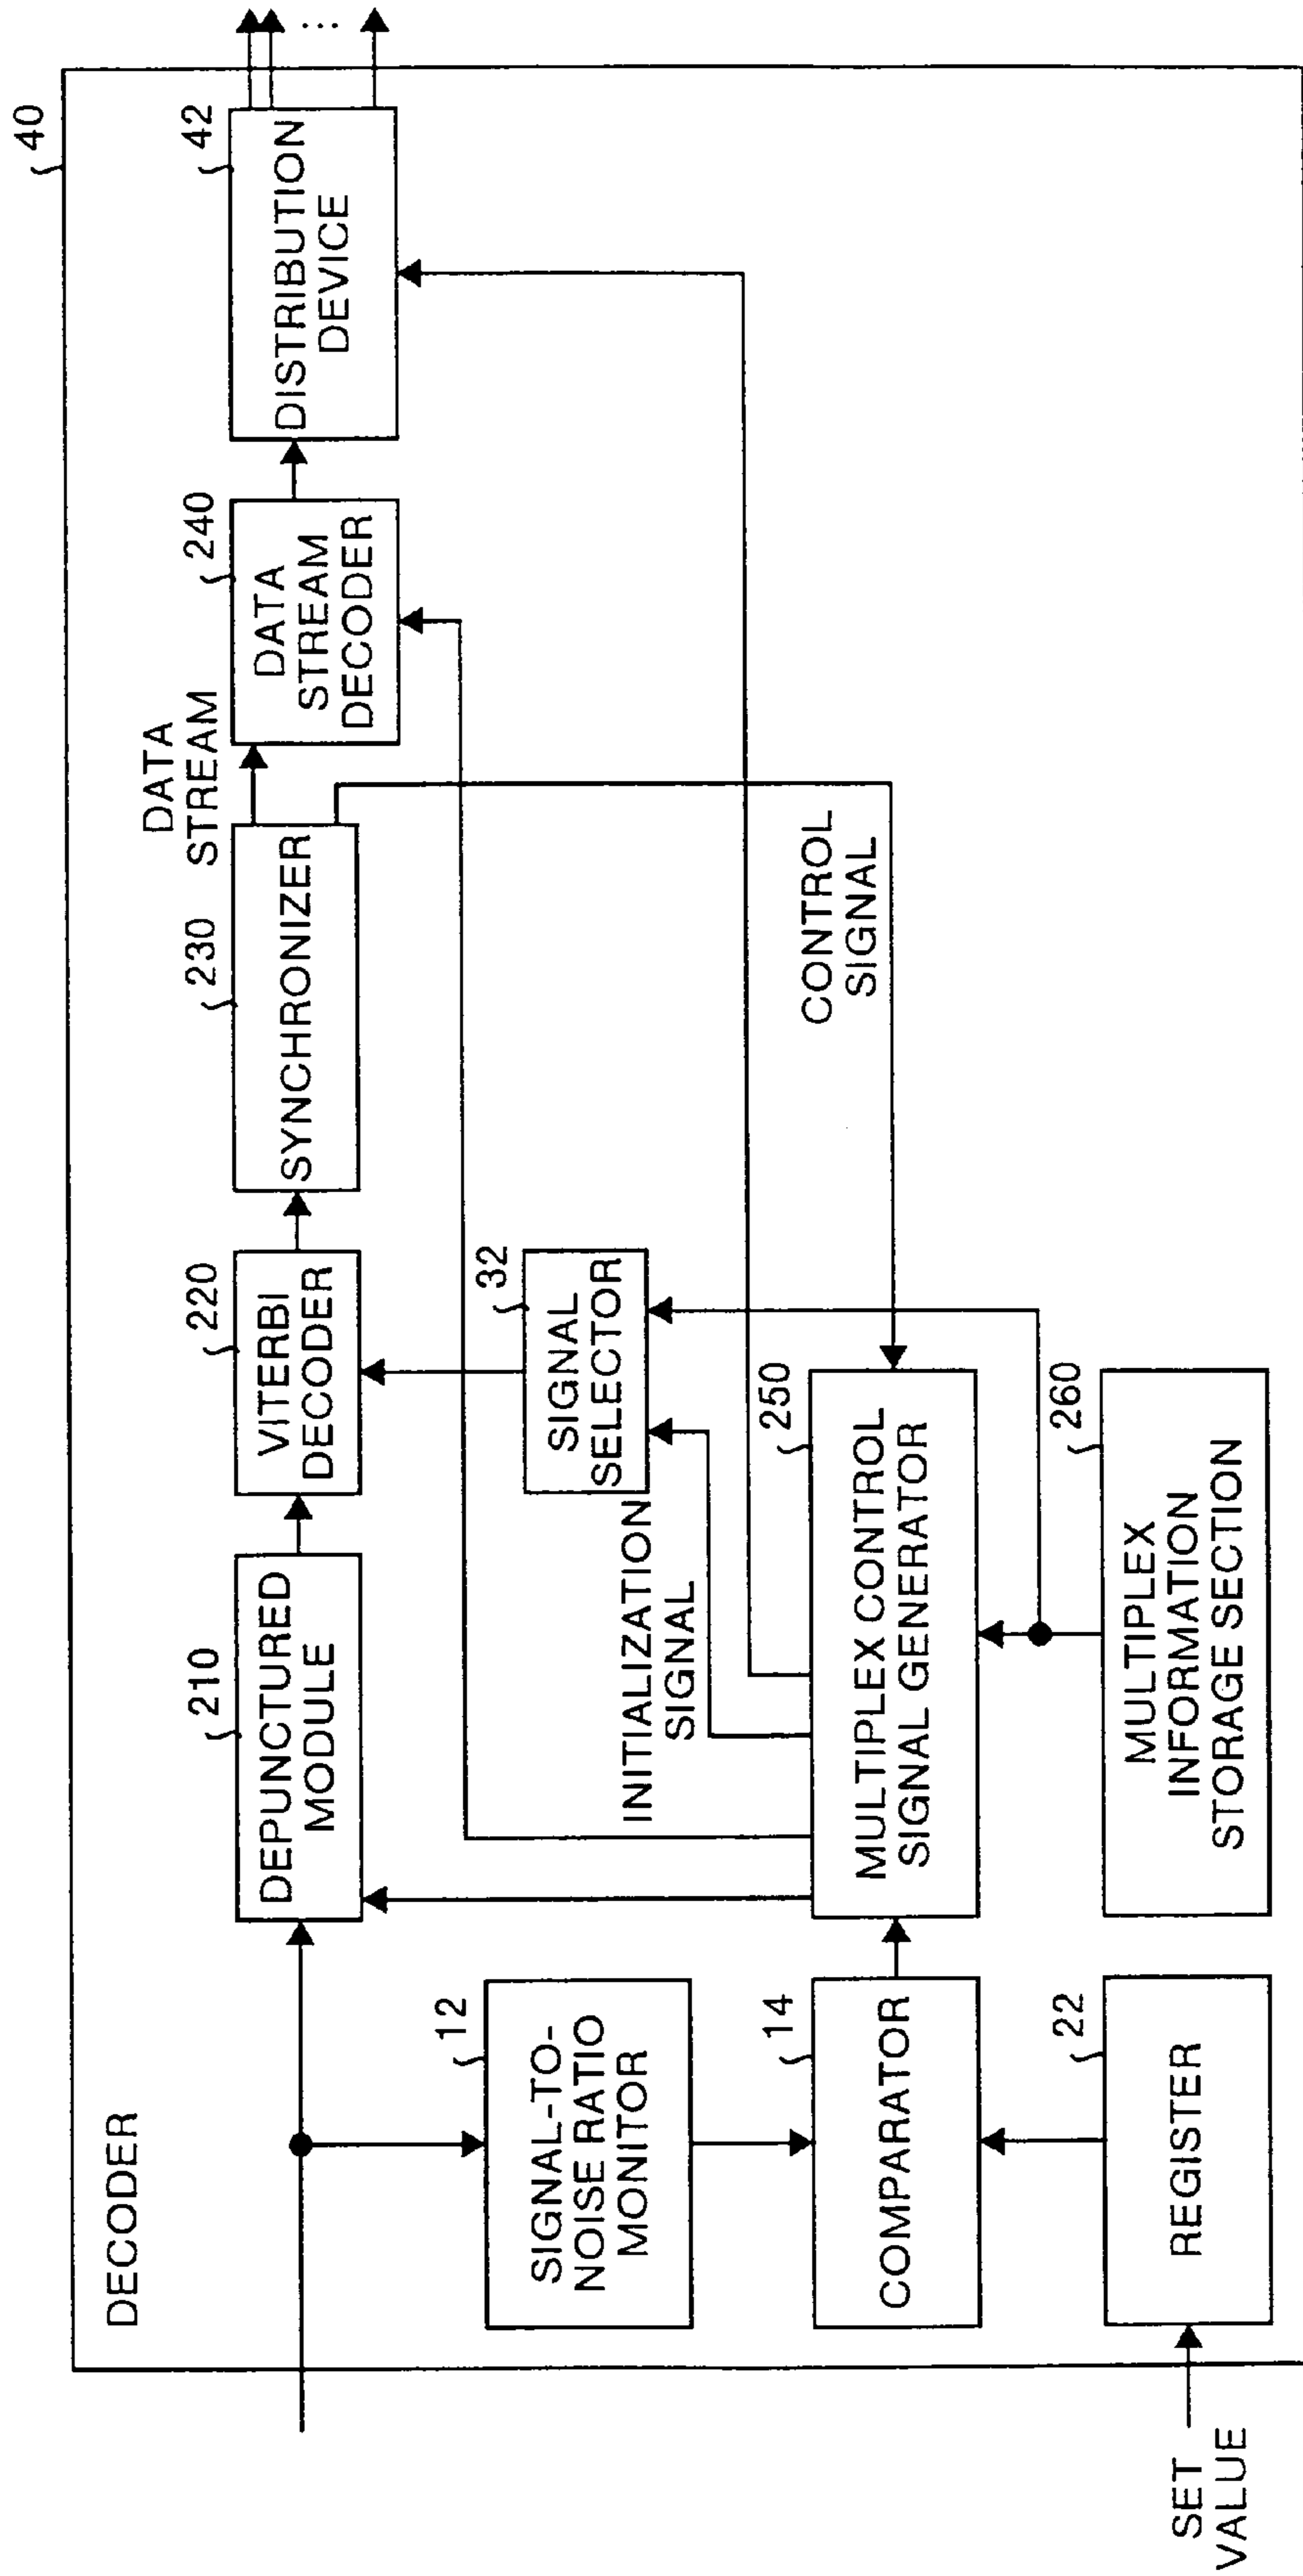 40
DECODER
210
DEPUNCTURED
MODULE
220
VITERBI
DECODER
230
SYNCHRONIZER
DATA
STREAM
240
DATA
STREAM
DECODER
42
DISTRIBUTION
DEVICE
...
12
SIGNAL-TO-
NOISE RATIO
MONITOR
32
SIGNAL
SELECTOR
INITIALIZATION
SIGNAL
CONTROL
SIGNAL
14
COMPARATOR
250
MULTIPLEX CONTROL
SIGNAL GENERATOR
22
REGISTER
260
MULTIPLEX
INFORMATION
STORAGE SECTION
SET
VALUE